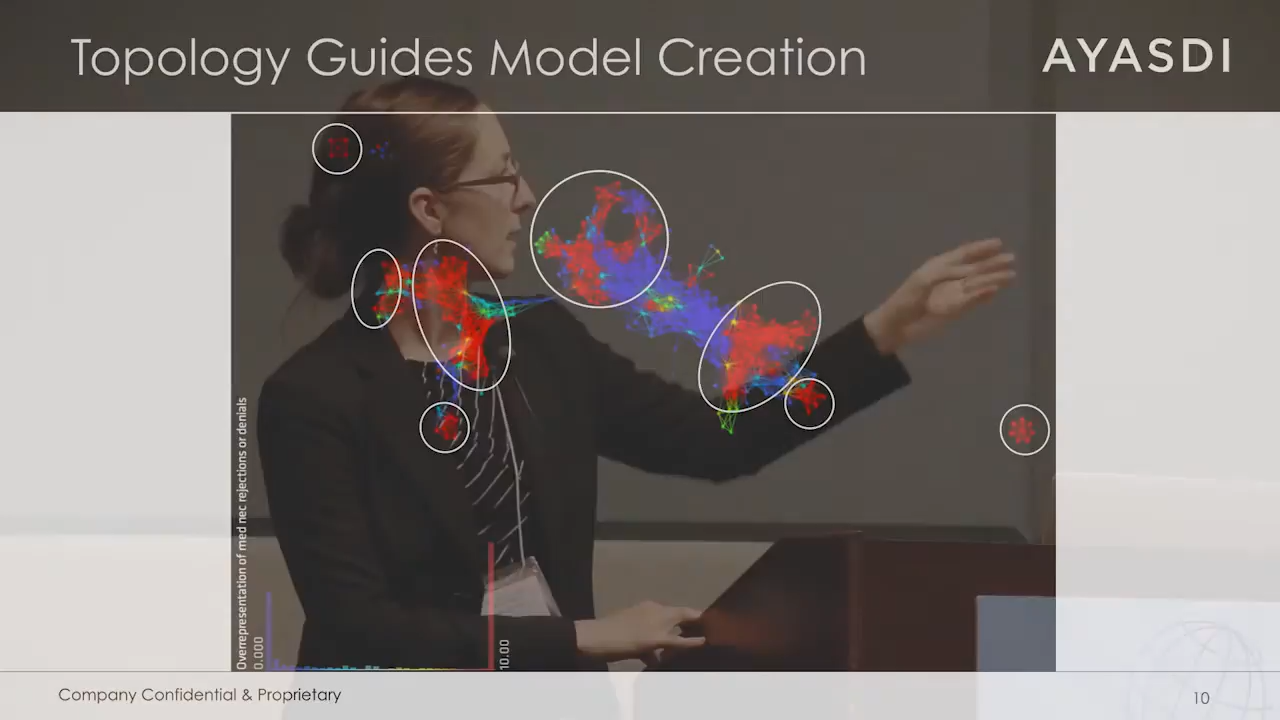 Topology Guides Model Creation
AYASDI
Overrepresentation of med nec rejections or denials
0.000
10.00
Company Confidential & Proprietary
10